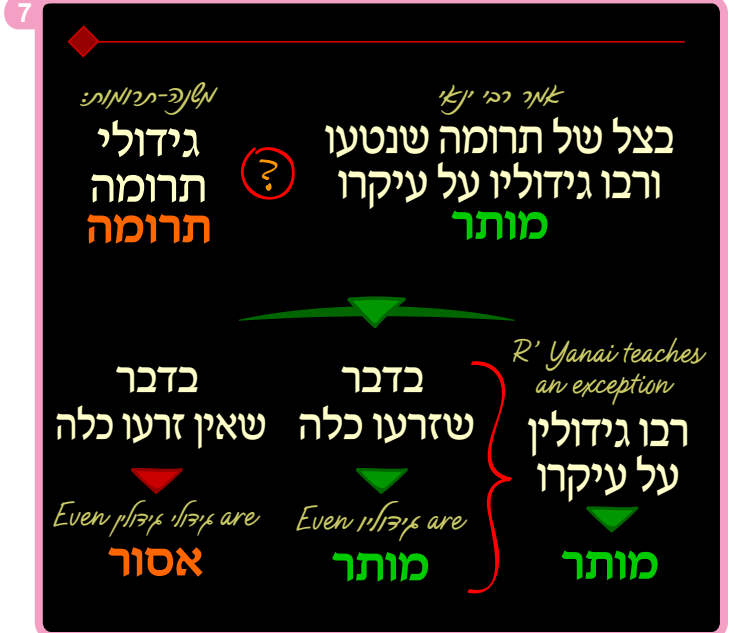 7
אמר רבי ינאי
בצל של תרומה שנטעו
ורבו גידוליו על עיקרו
מותר
?
משנה-תרומות:
גידולי
תרומה
תרומה
R' Yanai teaches
an exception
רבו גידולין
על עיקרו
מותר
בדבר
שזרעו כלה
Even גידוליו are
מותר
בדבר
שאין זרעו כלה
Even גידולי גידולין are
אסור